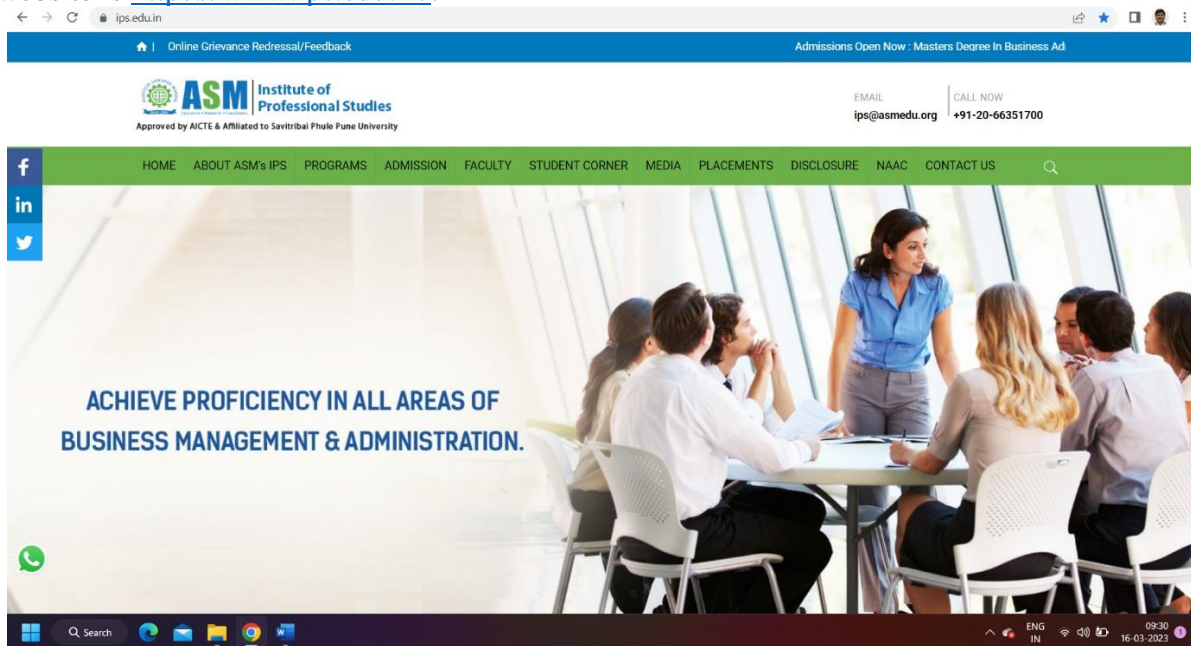 ips.edu.in
Online Grievance Redressal/Feedback
Admissions Open Now : Masters Degree In Business Ad
ASM
Institute of
Professional Studies
Approved by AICTE & Affiliated to Savitribai Phule Pune University
EMAIL
ips@asmedu.org
CALL NOW
+91-20-66351700
HOME ABOUT ASM's IPS PROGRAMS ADMISSION FACULTY STUDENT CORNER MEDIA PLACEMENTS DISCLOSURE NAAC CONTACT US
f
in
ACHIEVE PROFICIENCY IN ALL AREAS OF
BUSINESS MANAGEMENT & ADMINISTRATION.
Search
ENG
IN
09:30
16-03-2023
1